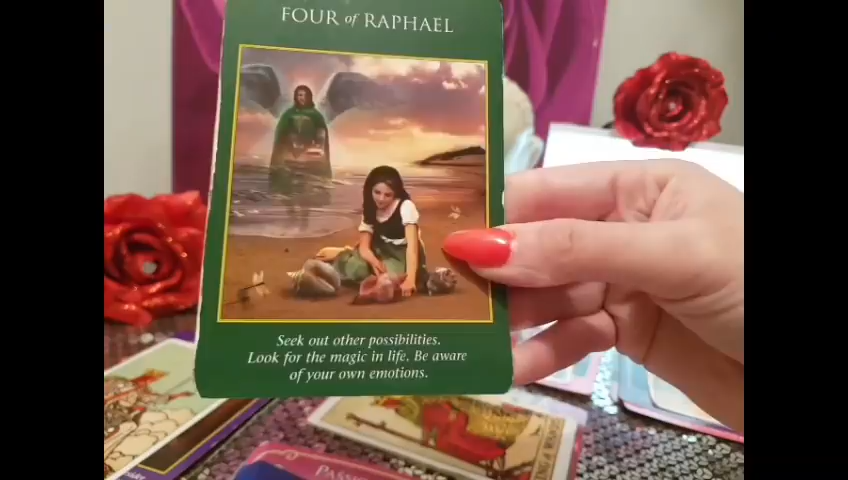 FOUR of RAPHAEL
Seek out other possibilities.
Look for the magic in life. Be aware
of your own emotions.